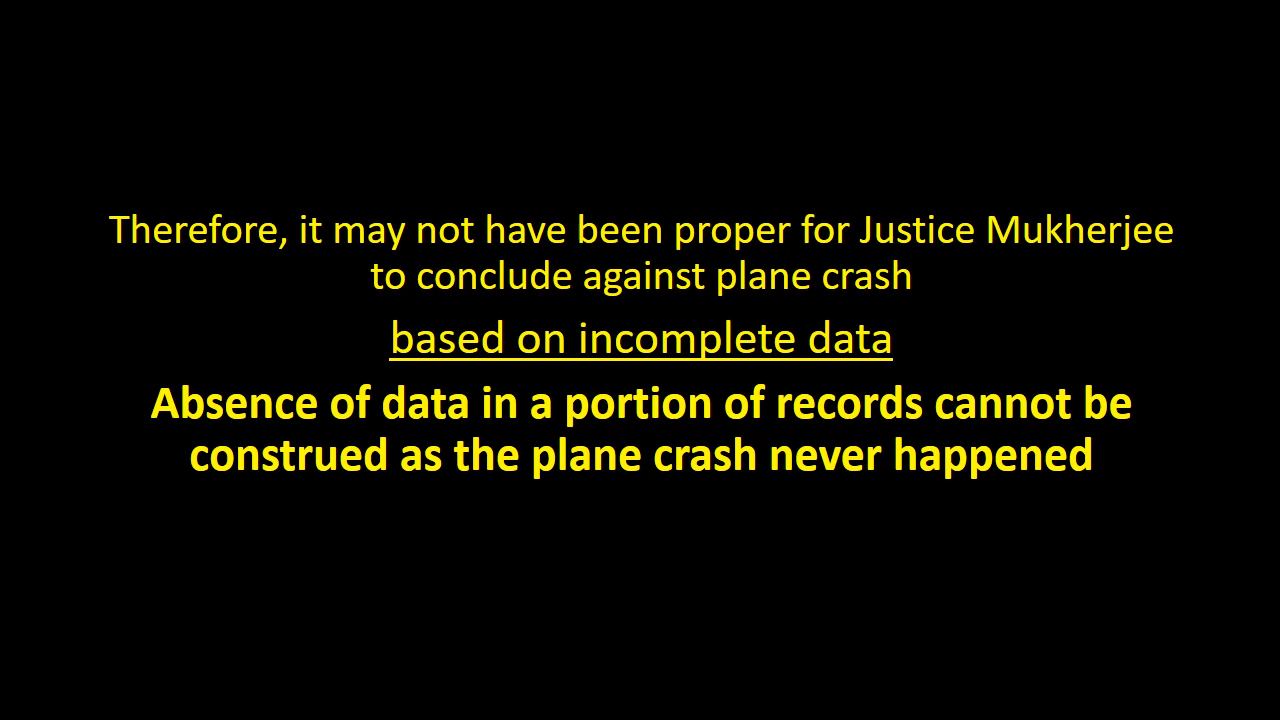 Therefore, it may not have been proper for Justice Mukherjee
to conclude against plane crash
based on incomplete data
Absence of data in a portion of records cannot be
construed as the plane crash never happened